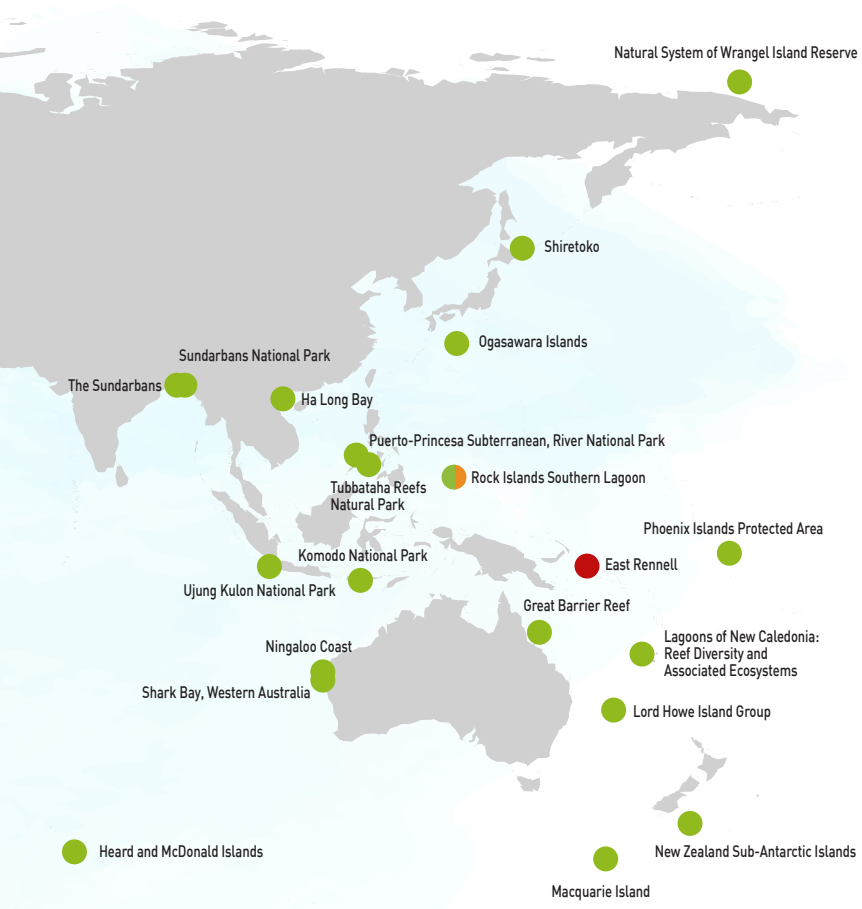 Natural System of Wrangel Island Reserve
Shiretoko
Ogasawara Islands
Sundarbans National Park
The Sundarbans
Ha Long Bay
Puerto-Princesa Subterranean, River National Park
Rock Islands Southern Lagoon
Tubbataha Reefs
Natural Park
Phoenix Islands Protected Area
Komodo National Park
East Rennell
Ujung Kulon National Park
Great Barrier Reef
Lagoons of New Caledonia:
Reef Diversity and
Associated Ecosystems
Ningaloo Coast
Shark Bay, Western Australia
Lord Howe Island Group
Heard and McDonald Islands
New Zealand Sub-Antarctic Islands
Macquarie Island